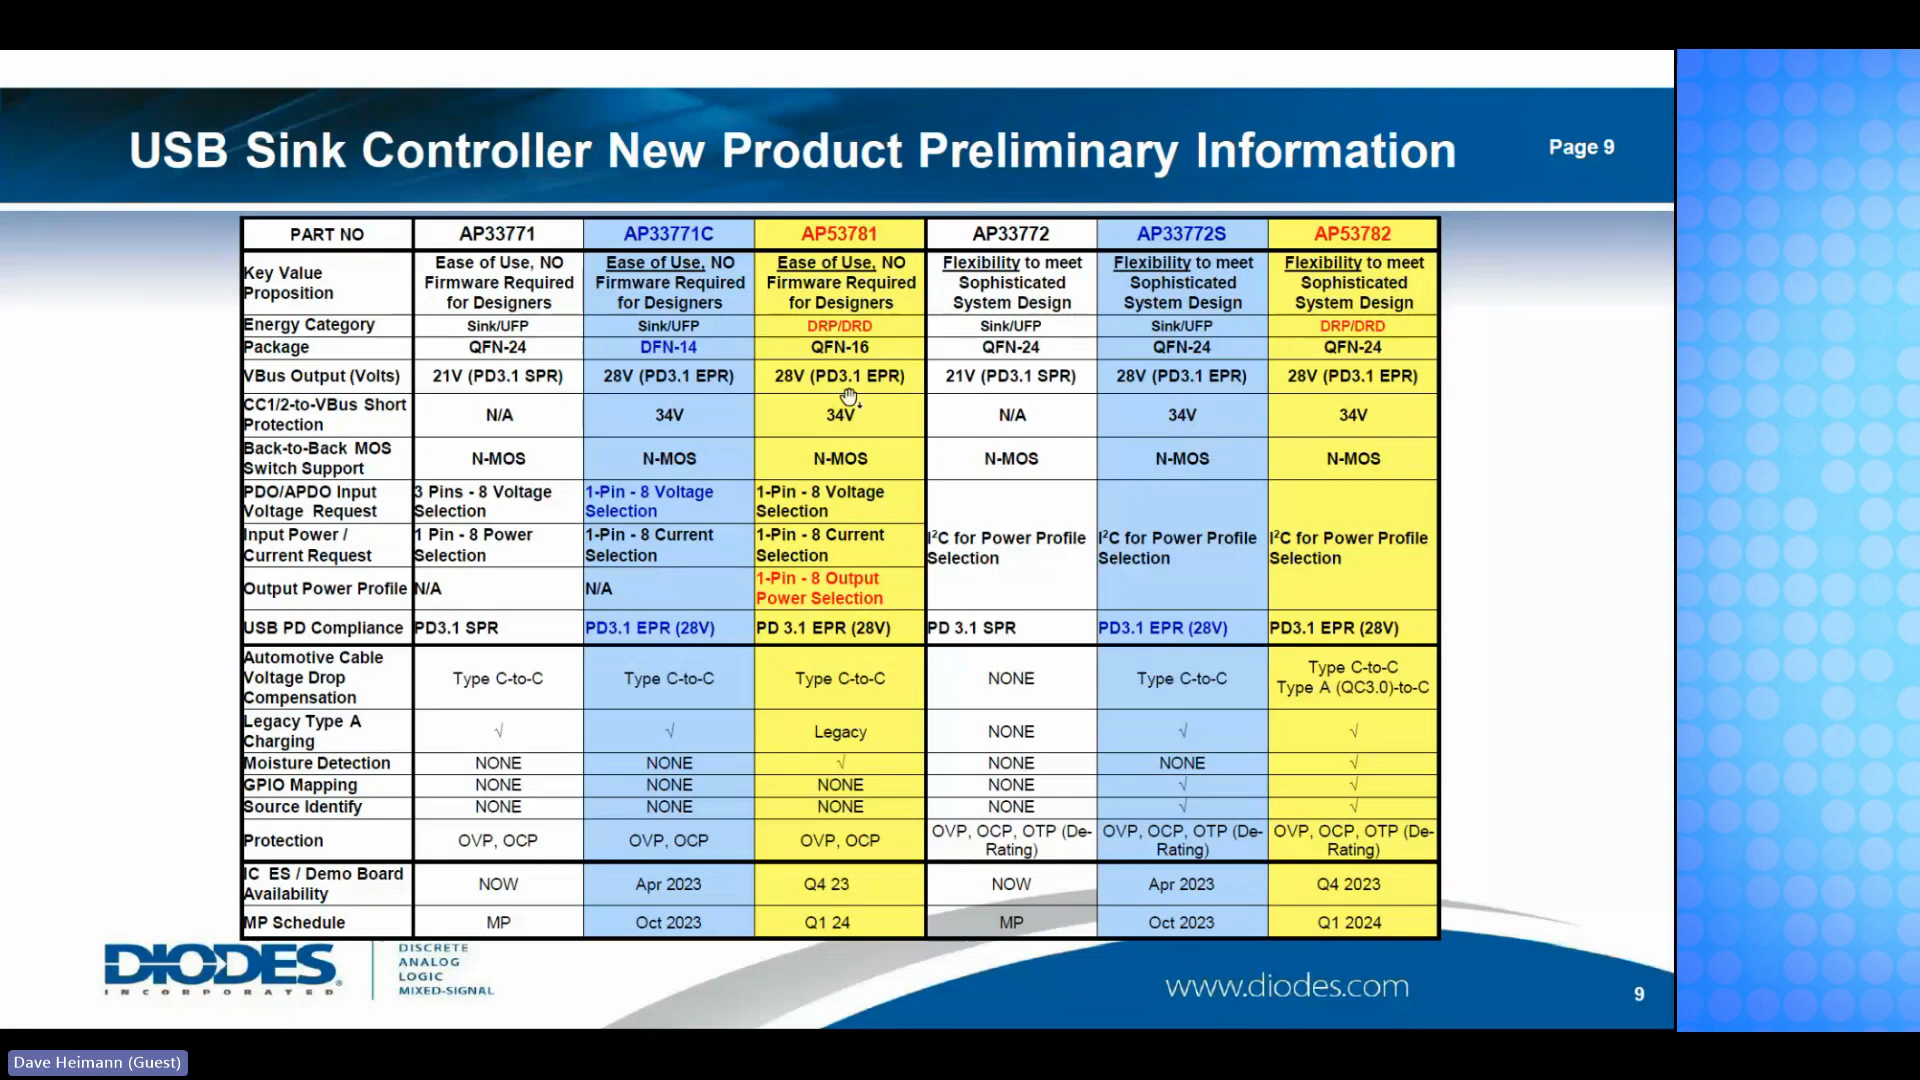 USB Sink Controller New Product Preliminary Information
Page 9
PART NO AP33771 AP33771C AP53781 AP33772 AP33772S AP53782
Key Value Proposition Ease of Use, NO Firmware Required for Designers Ease of Use, NO Firmware Required for Designers Ease of Use, NO Firmware Required for Designers Flexibility to meet Sophisticated System Design Flexibility to meet Sophisticated System Design Flexibility to meet Sophisticated System Design
Energy Category Sink/UFP Sink/UFP DRP/DRD Sink/UFP Sink/UFP DRP/DRD
Package QFN-24 DFN-14 QFN-16 QFN-24 QFN-24 QFN-24
VBus Output (Volts) 21V (PD3.1 SPR) 28V (PD3.1 EPR) 28V (PD3.1 EPR) 21V (PD3.1 SPR) 28V (PD3.1 EPR) 28V (PD3.1 EPR)
CC1/2-to-VBus Short Protection N/A 34V 34V N/A 34V 34V
Back-to-Back MOS Switch Support N-MOS N-MOS N-MOS N-MOS N-MOS N-MOS
PDO/APDO Input Voltage Request 3 Pins - 8 Voltage Selection 1-Pin - 8 Voltage Selection 1-Pin - 8 Voltage Selection I²C for Power Profile Selection I²C for Power Profile Selection I²C for Power Profile Selection
Input Power / Current Request 1 Pin - 8 Power Selection 1-Pin - 8 Current Selection 1-Pin - 8 Current Selection
Output Power Profile N/A N/A 1-Pin - 8 Output Power Selection
USB PD Compliance PD3.1 SPR PD3.1 EPR (28V) PD 3.1 EPR (28V) PD 3.1 SPR PD3.1 EPR (28V) PD3.1 EPR (28V)
Automotive Cable Voltage Drop Compensation Type C-to-C Type C-to-C Type C-to-C NONE Type C-to-C Type C-to-C Type A (QC3.0)-to-C
Legacy Type A Charging √ √ Legacy NONE √ √
Moisture Detection NONE NONE √ NONE NONE √
GPIO Mapping NONE NONE NONE NONE √ √
Source Identify NONE NONE NONE NONE √ √
Protection OVP, OCP OVP, OCP OVP, OCP OVP, OCP, OTP (De-Rating) OVP, OCP, OTP (De-Rating) OVP, OCP, OTP (De-Rating)
IC ES / Demo Board Availability NOW Apr 2023 Q4 23 NOW Apr 2023 Q4 2023
MP Schedule MP Oct 2023 Q1 24 MP Oct 2023 Q1 2024
DIODES
INCORPORATED
DISCRETE
ANALOG
LOGIC
MIXED-SIGNAL
www.diodes.com
9
Dave Heimann (Guest)